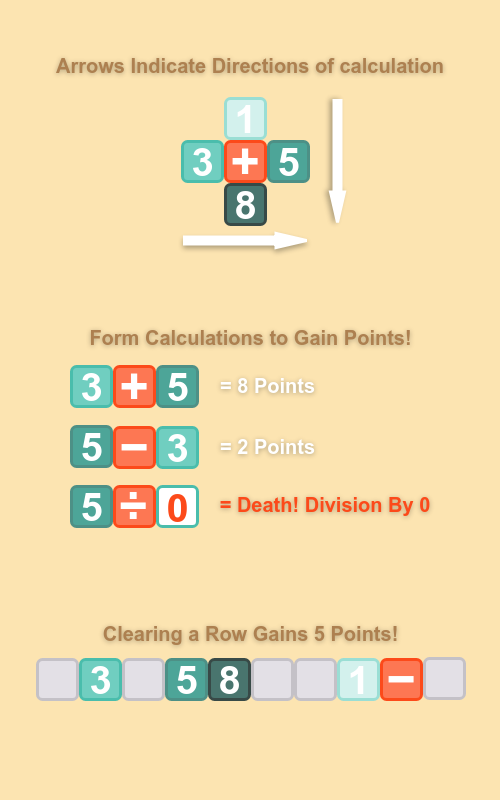 Arrows Indicate Directions of calculation
1
3 + 5
8
Form Calculations to Gain Points!
3 + 5 = 8 Points
5 − 3 = 2 Points
5 ÷ 0 = Death! Division By 0
Clearing a Row Gains 5 Points!
3 5 8 1 −